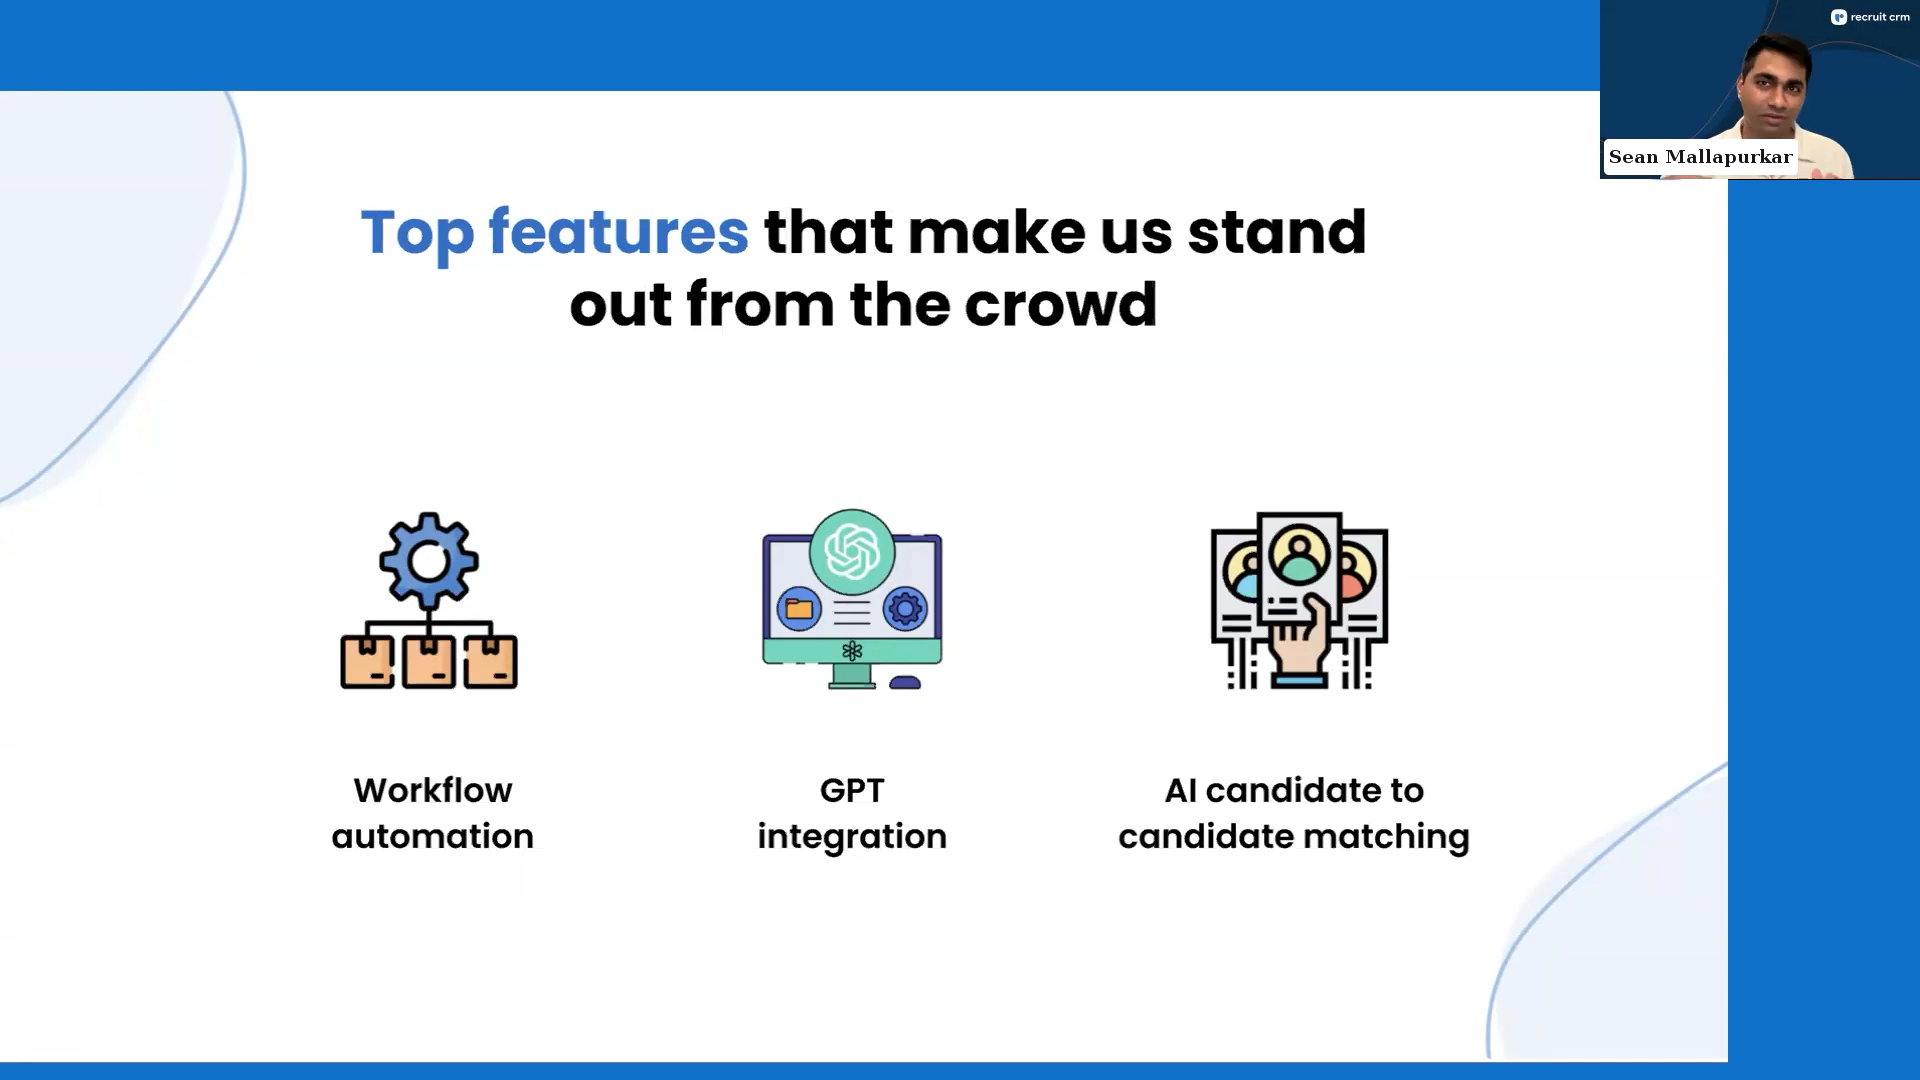 recruit crm
Sean Mallapurkar
Top features that make us stand
out from the crowd
Workflow
automation
GPT
integration
AI candidate to
candidate matching